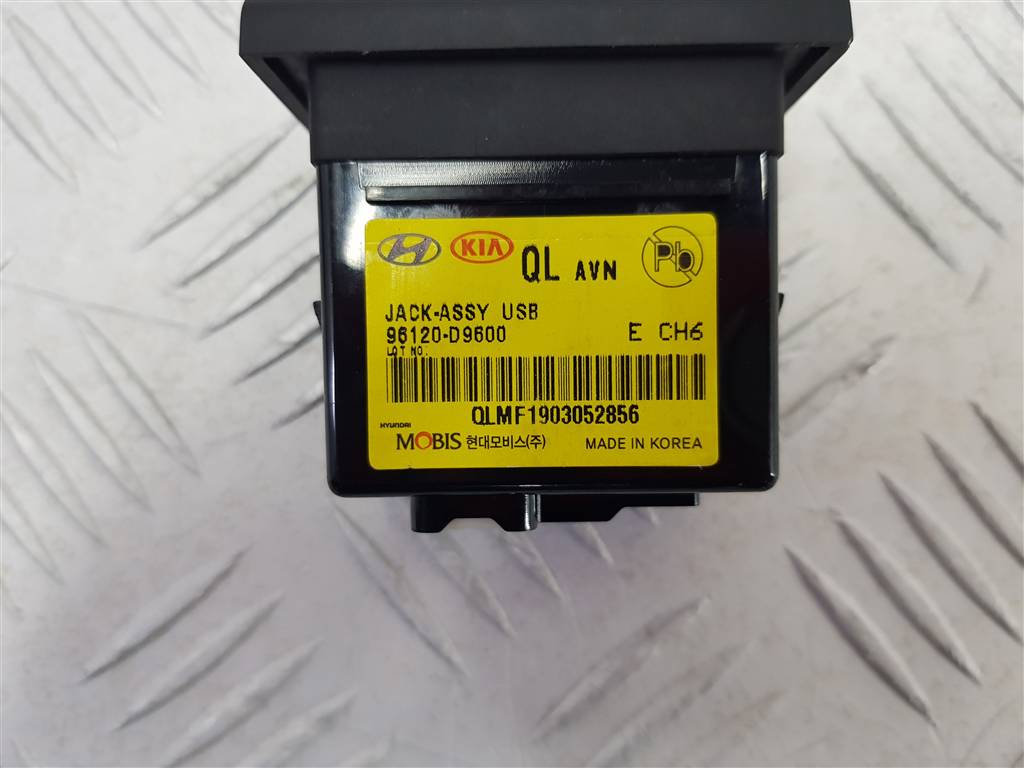 KIA QL AVN Pb
JACK-ASSY USB
96120-D9600 E CH6
LOT NO.
QLMF1903052856
HYUNDAI
MOBIS 현대모비스(주) MADE IN KOREA